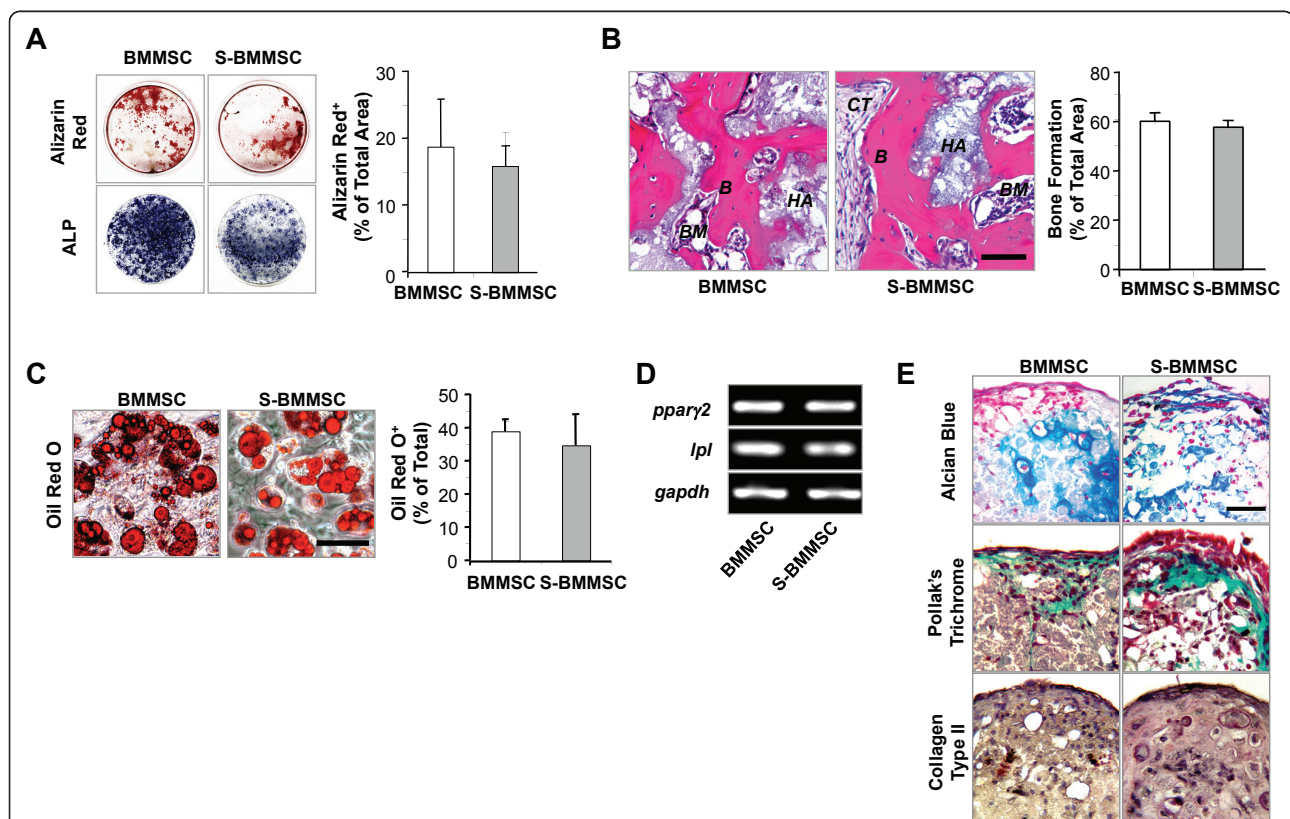 A
BMMSC S-BMMSC
Alizarin
Red
ALP
Alizarin Red+
(% of Total Area)
30
20
10
0
BMMSC S-BMMSC
B
B
HA
BM
BMMSC
CT
B
HA
BM
S-BMMSC
Bone Formation
(% of Total Area)
80
60
40
20
0
BMMSC S-BMMSC
C
BMMSC S-BMMSC
Oil Red O
Oil Red O+
(% of Total)
50
40
30
20
10
0
BMMSC S-BMMSC
D
pparγ2
lpl
gapdh
BMMSC
S-BMMSC
E
BMMSC S-BMMSC
Alcian Blue
Pollak's
Trichrome
Collagen
Type II